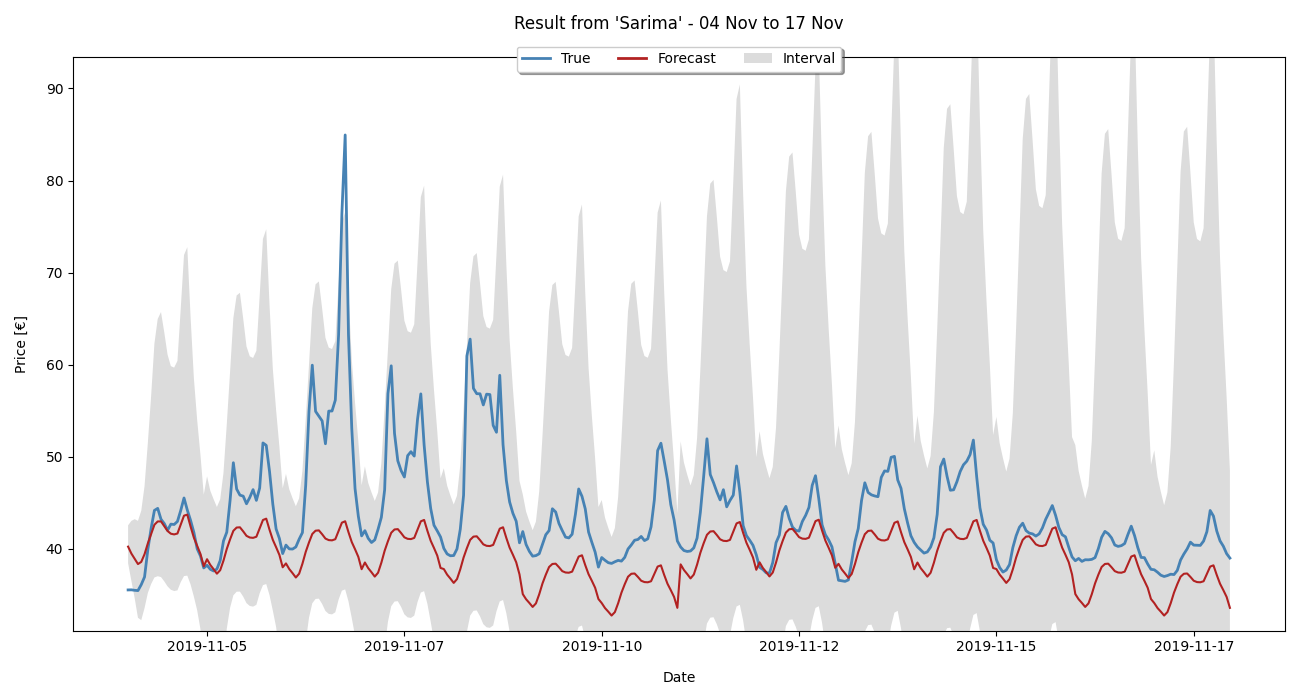 Result from 'Sarima' - 04 Nov to 17 Nov
True Forecast Interval
90
80
70
60
50
40
Price [€]
2019-11-05 2019-11-07 2019-11-10 2019-11-12 2019-11-15 2019-11-17
Date